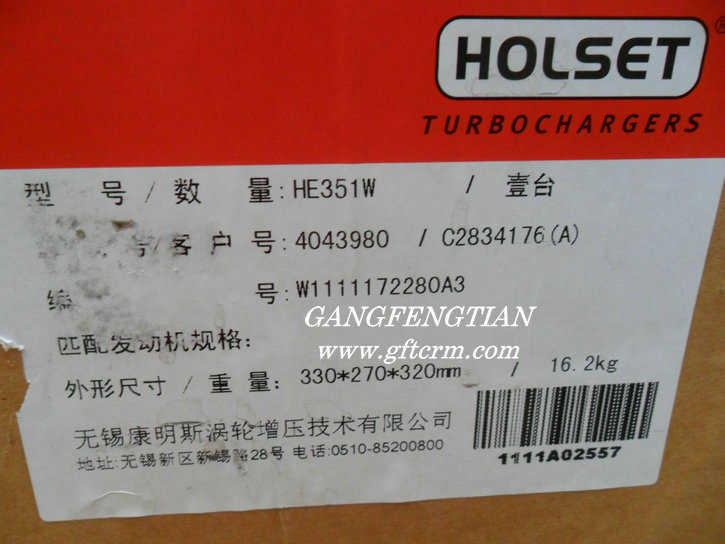 HOLSET
TURBOCHARGERS
型 号 / 数 量: HE351W / 壹台
号/客 户 号: 4043980 / C2834176(A)
编 号: W1111172280A3
GANGFENGTIAN
匹配发动机规格:
www.gftcrm.com
外形尺寸 / 重 量: 330*270*320mm / 16.2kg
无锡康明斯涡轮增压技术有限公司
地址:无锡新区新锡路28号 电话:0510-85200800
1111A02557